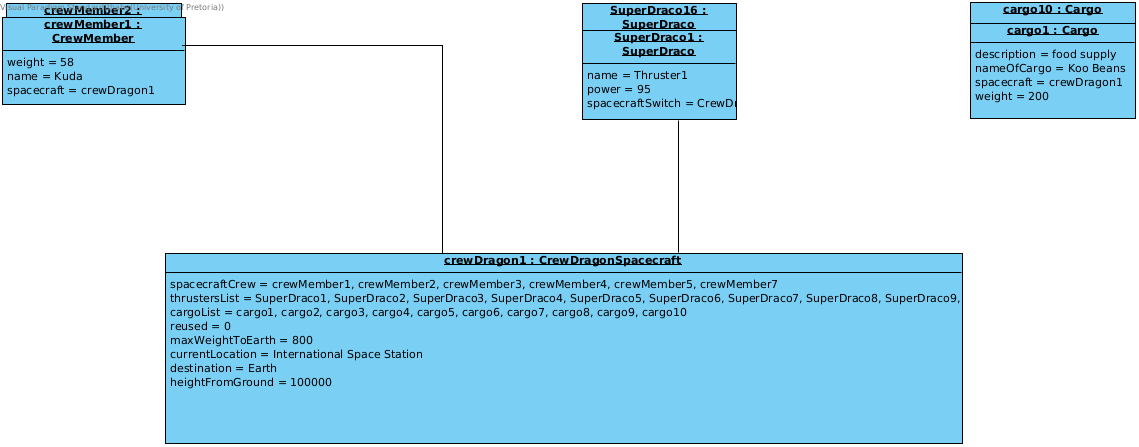 University of Pretoria))
crewMember2 :
crewMember1 :
CrewMember
weight = 58
name = Kuda
spacecraft = crewDragon1
SuperDraco16 :
SuperDraco
SuperDraco1 :
SuperDraco
name = Thruster1
power = 95
spacecraftSwitch = CrewDr
cargo10 : Cargo
cargo1 : Cargo
description = food supply
nameOfCargo = Koo Beans
spacecraft = crewDragon1
weight = 200
crewDragon1 : CrewDragonSpacecraft
spacecraftCrew = crewMember1, crewMember2, crewMember3, crewMember4, crewMember5, crewMember7
thrustersList = SuperDraco1, SuperDraco2, SuperDraco3, SuperDraco4, SuperDraco5, SuperDraco6, SuperDraco7, SuperDraco8, SuperDraco9,
cargoList = cargo1, cargo2, cargo3, cargo4, cargo5, cargo6, cargo7, cargo8, cargo9, cargo10
reused = 0
maxWeightToEarth = 800
currentLocation = International Space Station
destination = Earth
heightFromGround = 100000